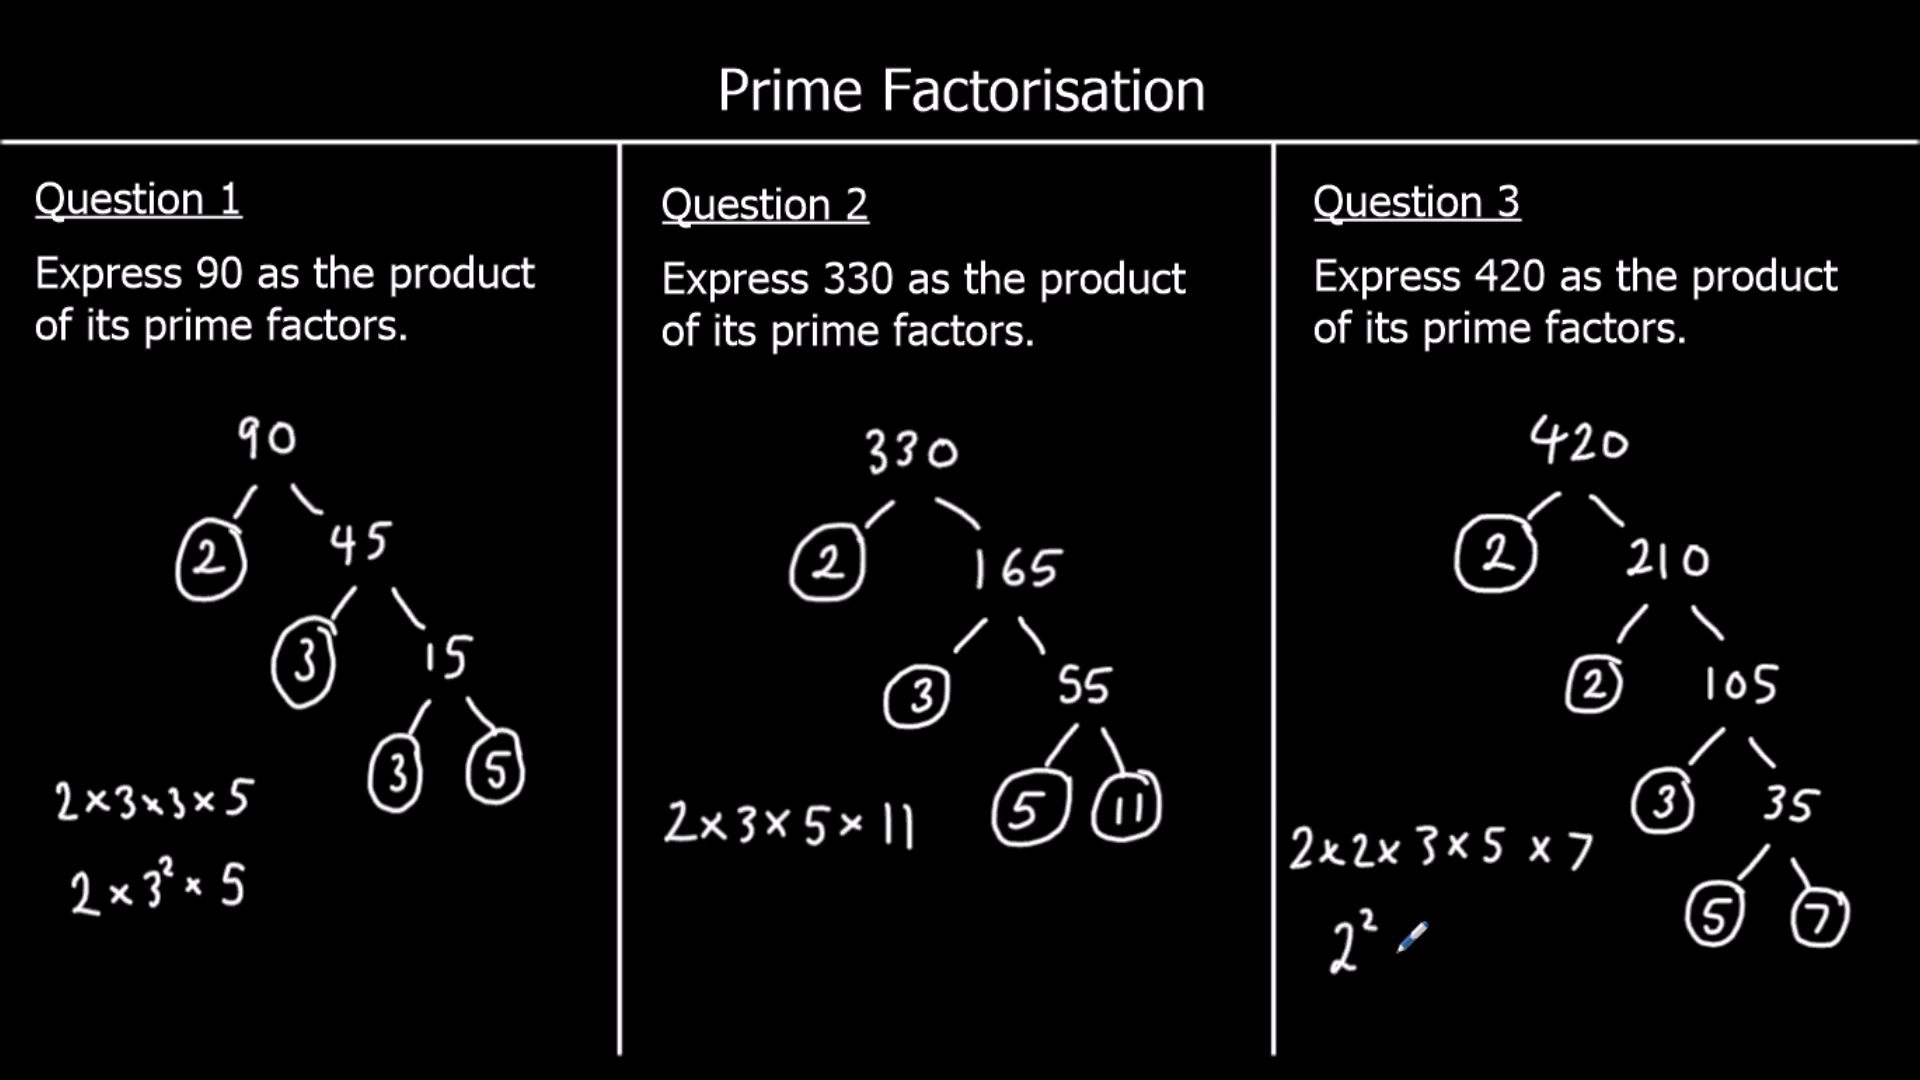 Prime Factorisation
Question 1
Express 90 as the product
of its prime factors.
90
2 45
3 15
3 5
2 × 3 × 3 × 5
2 × 3² × 5
Question 2
Express 330 as the product
of its prime factors.
330
2 165
3 55
5 11
2 × 3 × 5 × 11
Question 3
Express 420 as the product
of its prime factors.
420
2 210
2 105
3 35
5 7
2 × 2 × 3 × 5 × 7
2²